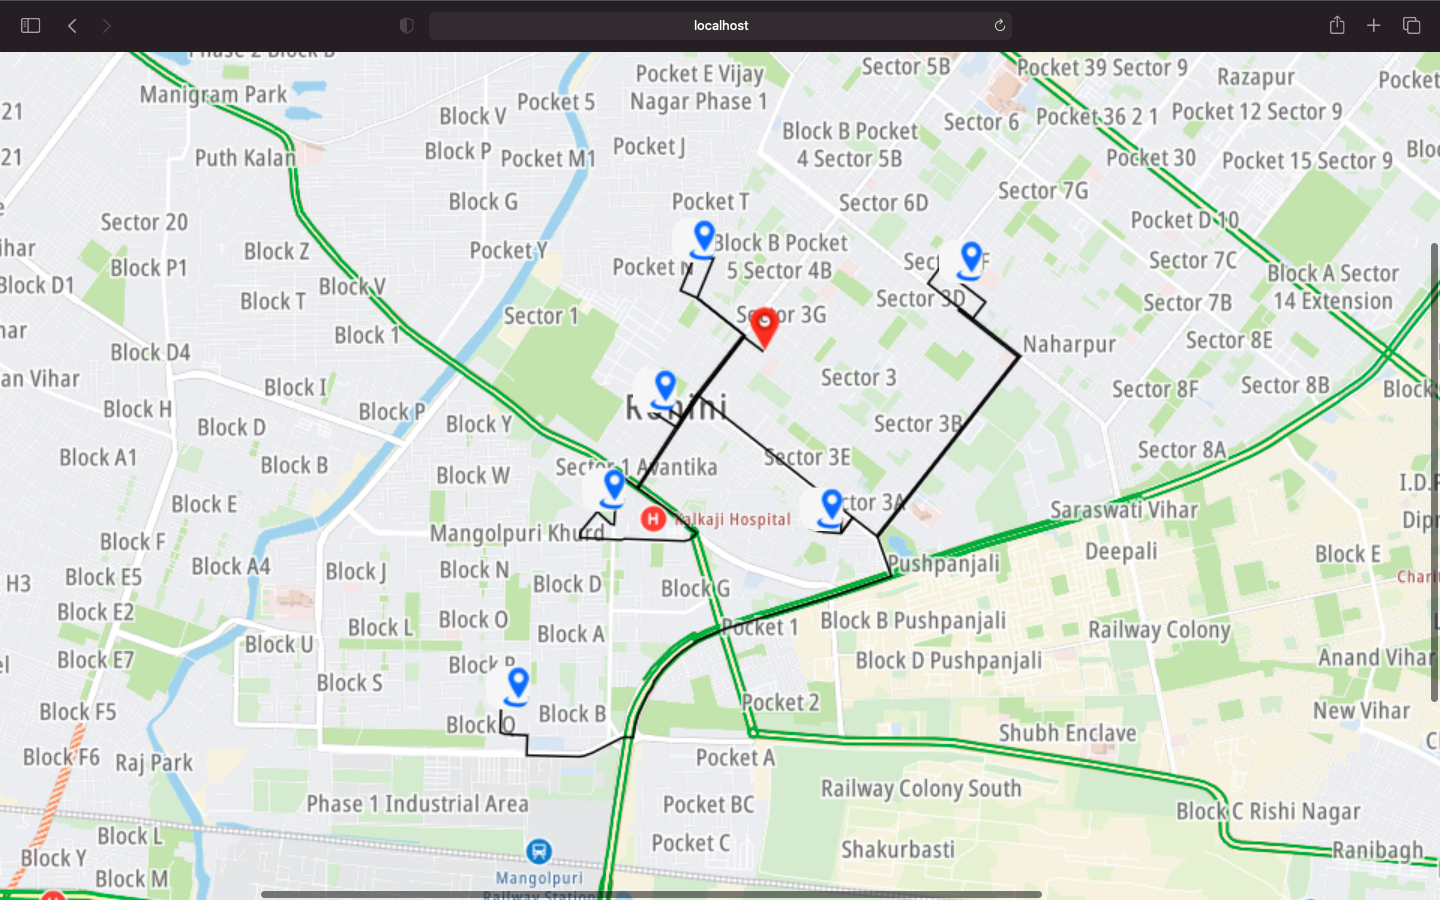 localhost
Phase 2 Block B
Pocket E Vijay
Nagar Phase 1
Sector 5B
Pocket 39 Sector 9
Razapur
Pocket
Manigram Park
21
Block V
Pocket 5
Sector 6
Pocket 36 2 1
Pocket 12 Sector 9
Block B Pocket
4 Sector 5B
21
Puth Kalan
Block P
Pocket M1
Pocket J
Pocket 30
Pocket 15 Sector 9
Sector 7G
Block G
Pocket T
Sector 6D
Sector 20
Pocket D 10
ihar
Block Z
Pocket Y
Block B Pocket
5 Sector 4B
Block P1
Pocket N
Sector 7C
Block A Sector
14 Extension
Block D1
Block V
Block T
Sector 3D
Sector 7B
Sector 1
Sector 3G
nar
Block 1
Naharpur
Sector 8E
Block D4
an Vihar
Block I
Sector 3
Sector 8F
Sector 8B
Block
Block H
Block P
Rohini
Block D
Block Y
Sector 3B
Block A1
Block B
Sector 1 Avantika
Sector 3E
Sector 8A
Block W
I.D.
Block E
Sector 3A
Saraswati Vihar
H
Kalkaji Hospital
Mangolpuri Khurd
Block F
Deepali
Block E
Block A4
Block J
Block N
Pushpanjali
H3
Block E5
Block D
Block G
Block E2
Block O
Pocket 1
Block B Pushpanjali
Block L
Block A
Railway Colony
Block U
Block E7
Block D Pushpanjali
Anand Vihar
Block S
Block F5
Pocket 2
New Vihar
Block Q
Block B
Shubh Enclave
Block F6
Raj Park
Pocket A
Railway Colony South
Phase 1 Industrial Area
Pocket BC
Block C Rishi Nagar
Block L
Pocket C
Shakurbasti
Ranibagh
Block Y
Block M
Mangolpuri
Railway Station